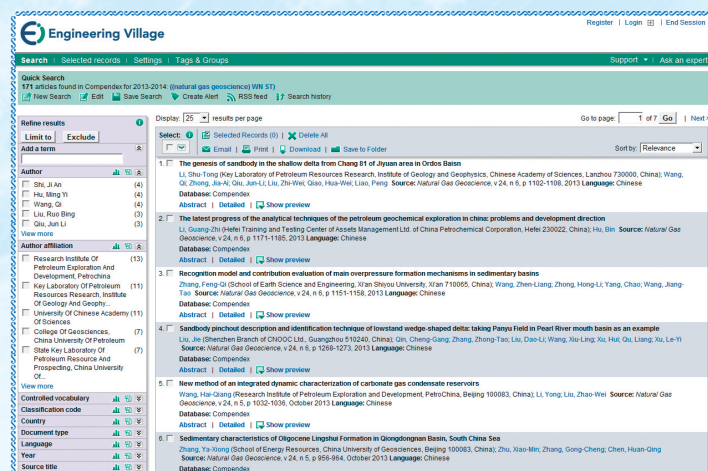 Register | Login | End Session
Engineering Village
Search | Selected records | Settings | Tags & Groups
Support | Ask an expert
Quick Search
171 articles found in Compendex for 2013-2014: ((natural gas geoscience) WN ST)
New Search Edit Save Search Create Alert RSS feed Search history
Refine results
Limit to Exclude
Add a term
Author
Shi, Ji An (4)
Hu, Ming Yi (4)
Wang, Qi (4)
Liu, Ruo Bing (3)
Qiu, Jun Li (3)
View more
Author affiliation
Research Institute Of (13)
Petroleum Exploration And
Development, Petrochina
Key Laboratory Of Petroleum (11)
Resources Research, Institute
Of Geology And Geophy...
University Of Chinese Academy (11)
Of Sciences
College Of Geosciences, (7)
China University Of Petroleum
State Key Laboratory Of (7)
Petroleum Resource And
Prospecting, China University
Of...
View more
Controlled vocabulary
Classification code
Country
Document type
Language
Year
Source title
Display: 25 results per page
Go to page: 1 of 7 Go | Next
Select: Selected Records (0) | Delete All
Email | Print | Download | Save to Folder
Sort by: Relevance
1. The genesis of sandbody in the shallow delta from Chang 81 of Jiyuan area in Ordos Baisn
Li, Shu-Tong (Key Laboratory of Petroleum Resources Research, Institute of Geology and Geophysics, Chinese Academy of Sciences, Lanzhou 730000, China); Wang,
Qi; Zhong, Jia-Ai; Qiu, Jun-Li; Liu, Zhi-Wei; Qiao, Hua-Wei; Liao, Peng Source: Natural Gas Geoscience, v 24, n 6, p 1102-1108, 2013 Language: Chinese
Database: Compendex
Abstract | Detailed | Show preview
2. The latest progress of the analytical techniques of the petroleum geochemical exploration in china: problems and development direction
Li, Guang-Zhi (Hefei Training and Testing Center of Assets Management Ltd. of China Petrochemical Corporation, Hefei 230022, China); Hu, Bin Source: Natural Gas
Geoscience, v 24, n 6, p 1171-1185, 2013 Language: Chinese
Database: Compendex
Abstract | Detailed | Show preview
3. Recognition model and contribution evaluation of main overpressure formation mechanisms in sedimentary basins
Zhang, Feng-Qi (School of Earth Science and Engineering, Xi'an Shiyou University, Xi'an 710065, China); Wang, Zhen-Liang; Zhong, Hong-Li; Yang, Chao; Wang, Jiang-
Tao Source: Natural Gas Geoscience, v 24, n 6, p 1151-1158, 2013 Language: Chinese
Database: Compendex
Abstract | Detailed | Show preview
4. Sandbody pinchout description and identification technique of lowstand wedge-shaped delta: taking Panyu Field in Pearl River mouth basin as an example
Liu, Jie (Shenzhen Branch of CNOOC Ltd., Guangzhou 510240, China); Qin, Cheng-Gang; Zhang, Zhong-Tao; Liu, Dao-Li; Wang, Xiu-Ling; Xu, Hui; Qu, Liang; Xu, Le-Yi
Source: Natural Gas Geoscience, v 24, n 6, p 1268-1273, 2013 Language: Chinese
Database: Compendex
Abstract | Detailed | Show preview
5. New method of an integrated dynamic characterization of carbonate gas condensate reservoirs
Wang, Hai-Qiang (Research Institute of Petroleum Exploration and Development, PetroChina, Beijing 100083, China); Li, Yong; Liu, Zhao-Wei Source: Natural Gas
Geoscience, v 24, n 5, p 1032-1036, October 2013 Language: Chinese
Database: Compendex
Abstract | Detailed | Show preview
6. Sedimentary characteristics of Oligocene Lingshui Formation in Qiongdongnan Basin, South China Sea
Zhang, Ya-Xiong (School of Energy Resources, China University of Geosciences, Beijing 100083, China); Zhu, Xiao-Min; Zhang, Gong-Cheng; Chen, Huan-Qing
Source: Natural Gas Geoscience, v 24, n 5, p 956-964, October 2013 Language: Chinese
Database: Compendex